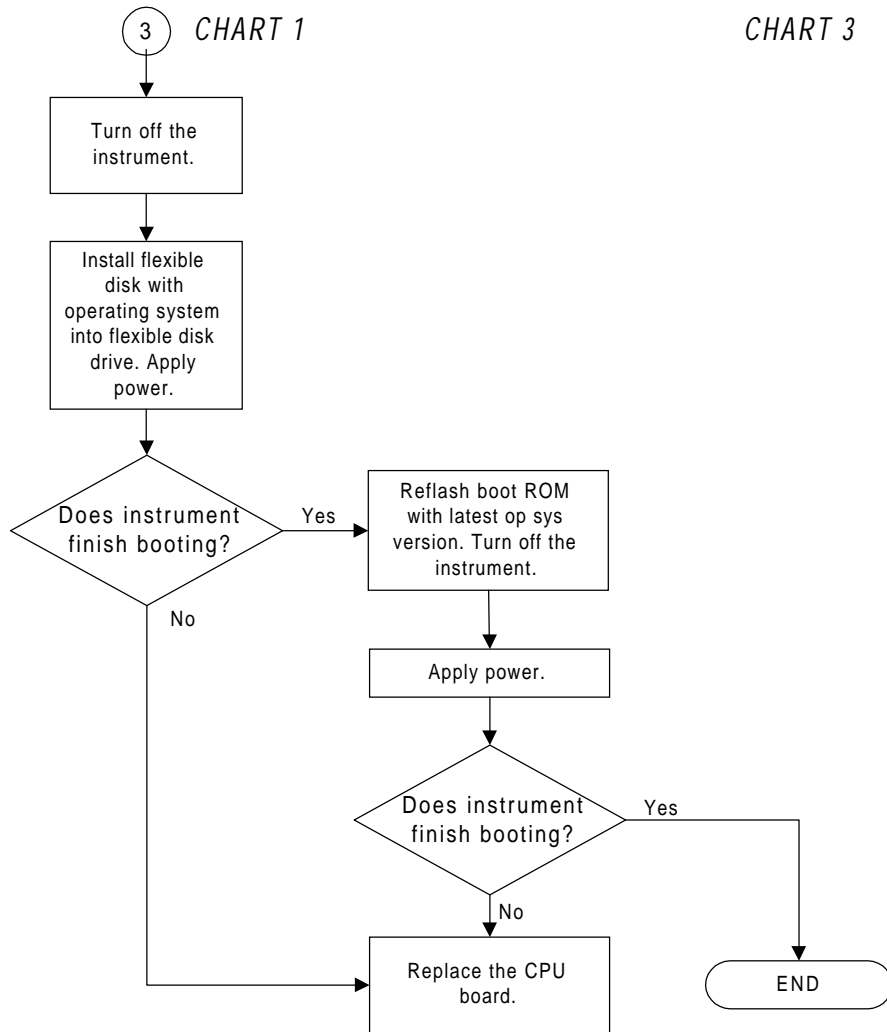 3 CHART 1 CHART 3
Turn off the
instrument.
Install flexible
disk with
operating system
into flexible disk
drive. Apply
power.
Does instrument
finish booting?
Yes
Reflash boot ROM
with latest op sys
version. Turn off the
instrument.
No
Apply power.
Does instrument
finish booting?
Yes
No
Replace the CPU
board.
END